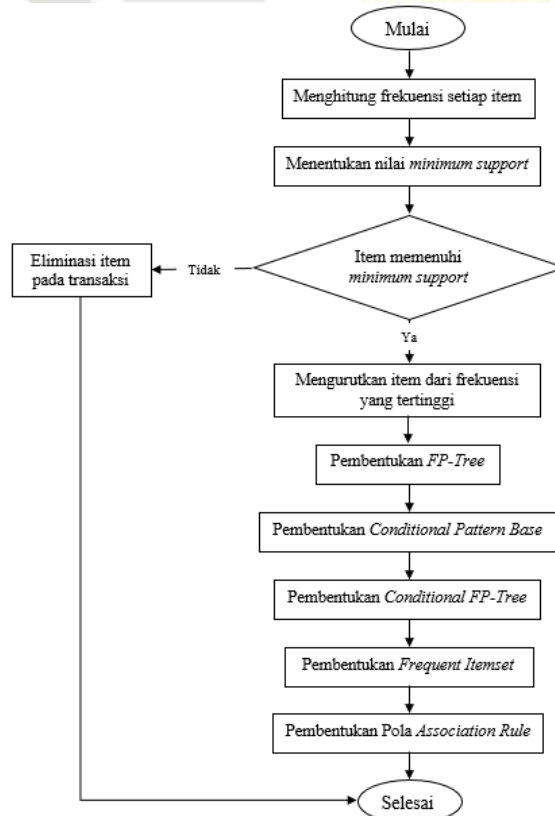 Mulai
Menghitung frekuensi setiap item
Menentukan nilai minimum support
Item memenuhi
minimum support
Tidak
Eliminasi item
pada transaksi
Ya
Mengurutkan item dari frekuensi
yang tertinggi
Pembentukan FP-Tree
Pembentukan Conditional Pattern Base
Pembentukan Conditional FP-Tree
Pembentukan Frequent Itemset
Pembentukan Pola Association Rule
Selesai